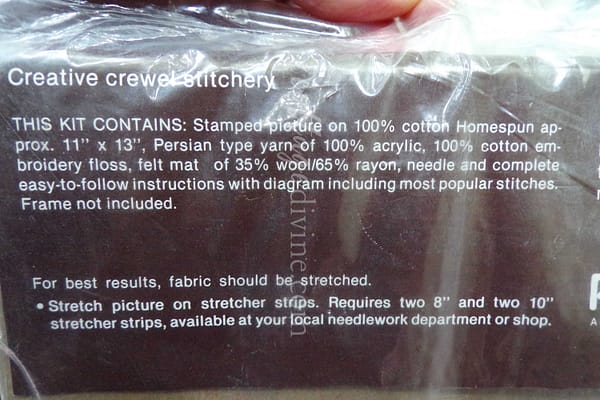 Creative crewel stitchery
THIS KIT CONTAINS: Stamped picture on 100% cotton Homespun ap-
prox. 11" x 13", Persian type yarn of 100% acrylic, 100% cotton em-
broidery floss, felt mat of 35% wool/65% rayon, needle and complete
easy-to-follow instructions with diagram including most popular stitches.
Frame not included.
For best results, fabric should be stretched.
• Stretch picture on stretcher strips. Requires two 8" and two 10"
stretcher strips, available at your local needlework department or shop.